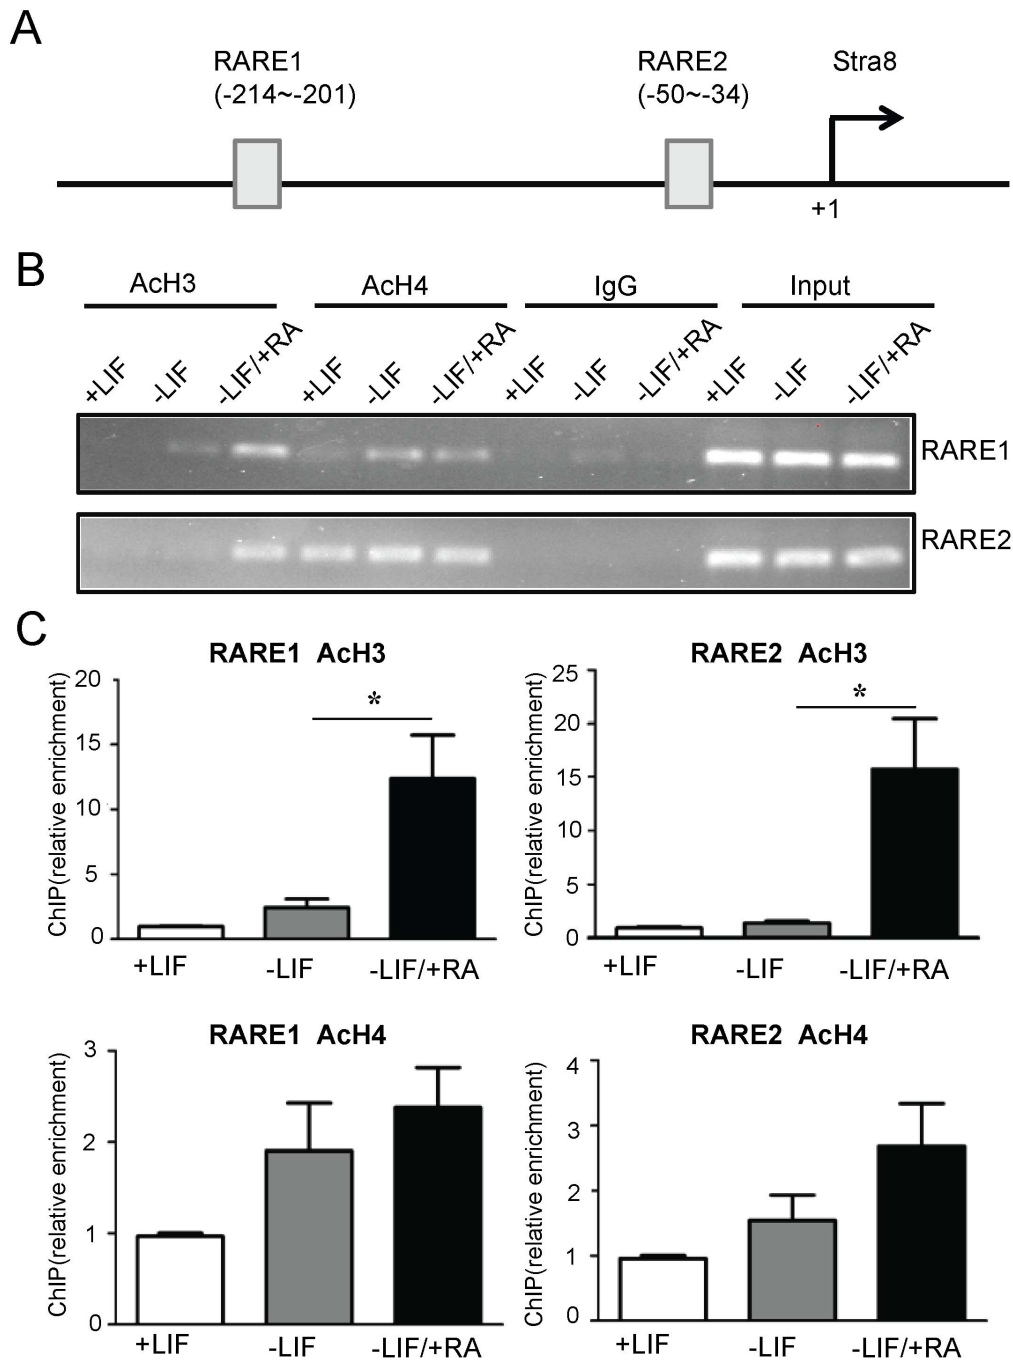 A
RARE1 RARE2 Stra8
(-214~-201) (-50~-34)
+1
B
AcH3 AcH4 IgG Input
+LIF -LIF -LIF/+RA +LIF -LIF -LIF/+RA +LIF -LIF -LIF/+RA +LIF -LIF -LIF/+RA
RARE1
RARE2
C
RARE1 AcH3
ChIP(relative enrichment)
20
15
10
5
0
*
+LIF -LIF -LIF/+RA
RARE2 AcH3
ChIP(relative enrichment)
25
20
15
10
5
0
*
+LIF -LIF -LIF/+RA
RARE1 AcH4
ChIP(relative enrichment)
3
2
1
0
+LIF -LIF -LIF/+RA
RARE2 AcH4
ChIP(relative enrichment)
4
3
2
1
0
+LIF -LIF -LIF/+RA